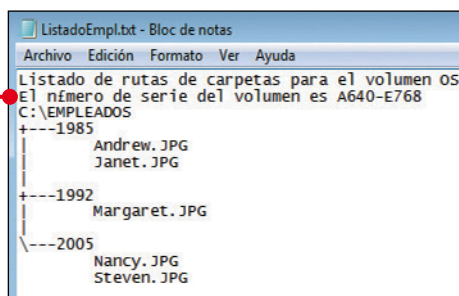 ListadoEmpl.txt - Bloc de notas
Archivo Edición Formato Ver Ayuda
Listado de rutas de carpetas para el volumen OS
El n£mero de serie del volumen es A640-E768
C:\EMPLEADOS
+---1985
|       Andrew.JPG
|       Janet.JPG
|
+---1992
|       Margaret.JPG
|
\---2005
        Nancy.JPG
        Steven.JPG